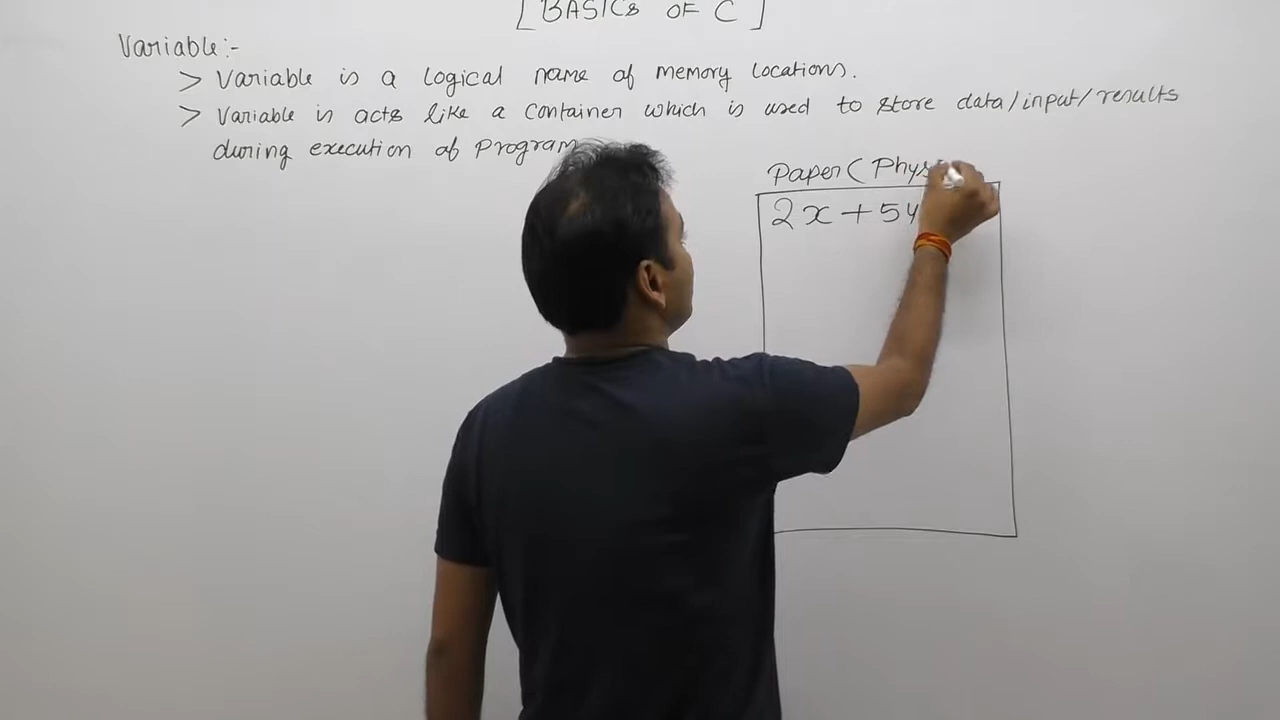 [ BASICS OF C ]
Variable:-
> Variable is a logical name of memory locations.
> Variable is acts like a container which is used to store data/input/results
during execution of program
Paper (
2x + 5y